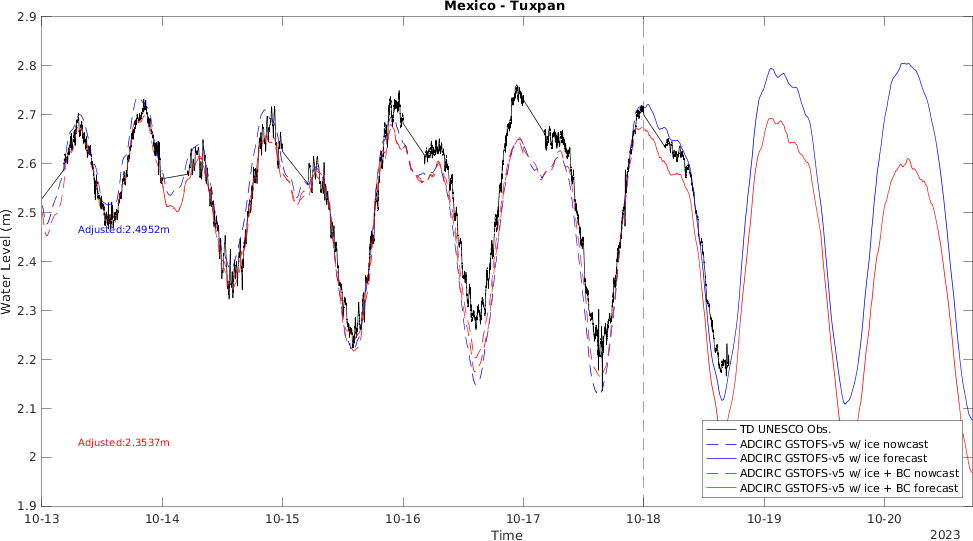 Mexico - Tuxpan
2.9
2.8
2.7
2.6
2.5
2.4
2.3
2.2
2.1
2
1.9
Water Level (m)
Adjusted:2.4952m
Adjusted:2.3537m
TD UNESCO Obs.
ADCIRC GSTOFS-v5 w/ ice nowcast
ADCIRC GSTOFS-v5 w/ ice forecast
ADCIRC GSTOFS-v5 w/ ice + BC nowcast
ADCIRC GSTOFS-v5 w/ ice + BC forecast
10-13 10-14 10-15 10-16 10-17 10-18 10-19 10-20
Time
2023